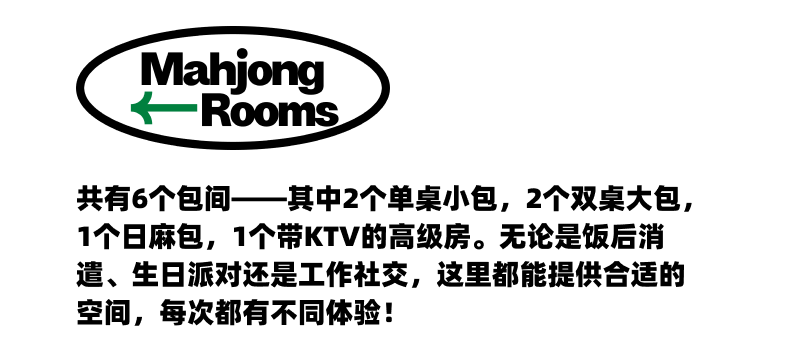 Mahjong
Rooms
共有6个包间——其中2个单桌小包，2个双桌大包，
1个日麻包，1个带KTV的高级房。无论是饭后消
遣、生日派对还是工作社交，这里都能提供合适的
空间，每次都有不同体验！